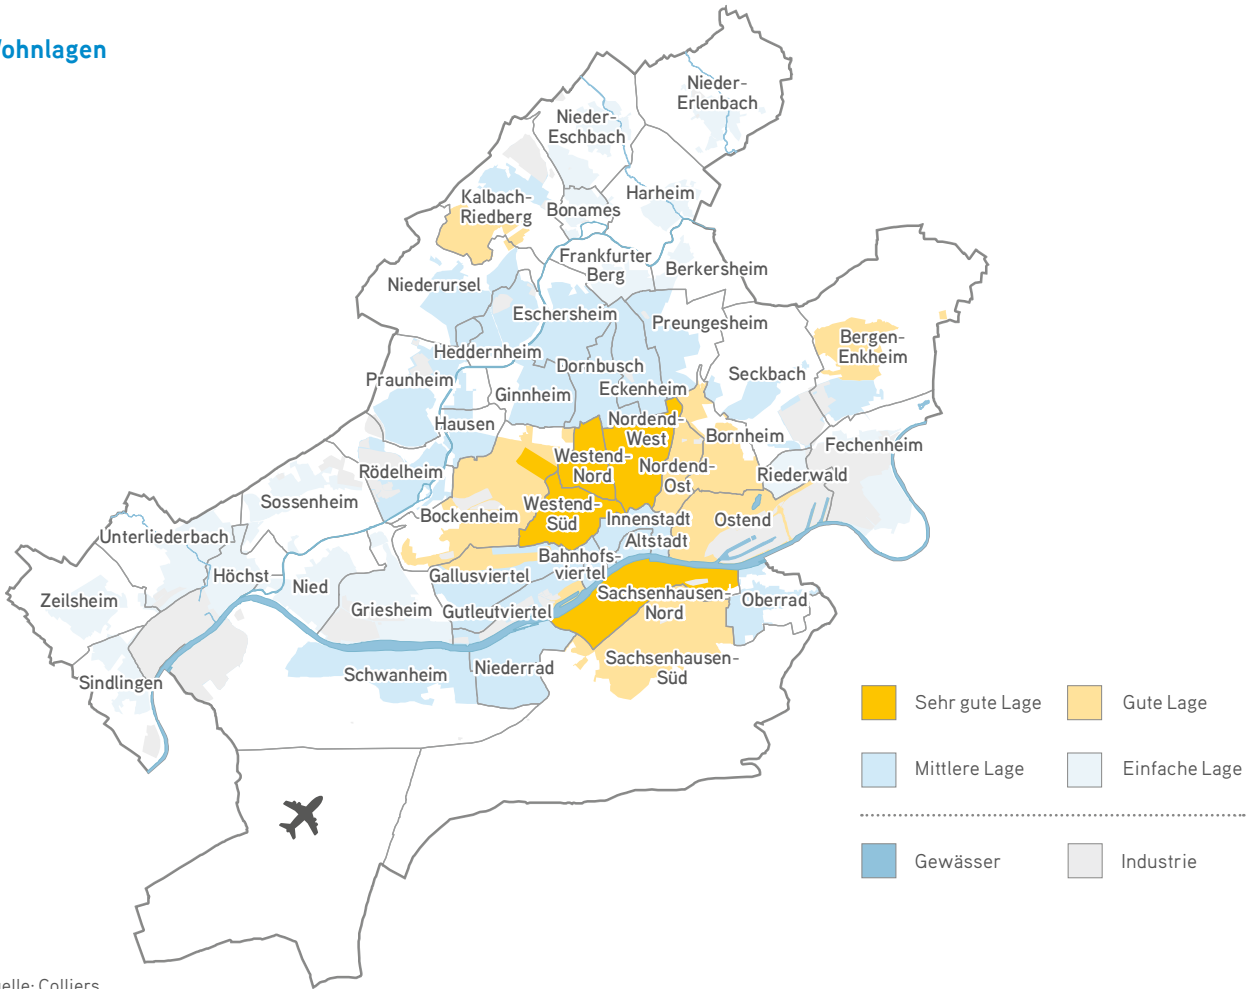 ohnlagen
Nieder-
Erlenbach
Nieder-
Eschbach
Kalbach-
Riedberg
Bonames
Harheim
Frankfurter
Berg
Berkersheim
Niederursel
Eschersheim
Preungesheim
Bergen-
Enkheim
Heddernheim
Dornbusch
Seckbach
Praunheim
Ginnheim
Eckenheim
Hausen
Nordend-
West
Bornheim
Fechenheim
Westend-
Nord
Nordend-
Ost
Rödelheim
Riederwald
Sossenheim
Westend-
Süd
Bockenheim
Innenstadt
Ostend
Unterliederbach
Altstadt
Bahnhofs-
viertel
Höchst
Nied
Gallusviertel
Zeilsheim
Griesheim
Gutleutviertel
Sachsenhausen-
Nord
Oberrad
Sindlingen
Schwanheim
Niederrad
Sachsenhausen-
Süd
Sehr gute Lage
Gute Lage
Mittlere Lage
Einfache Lage
Gewässer
Industrie
elle: Colliers